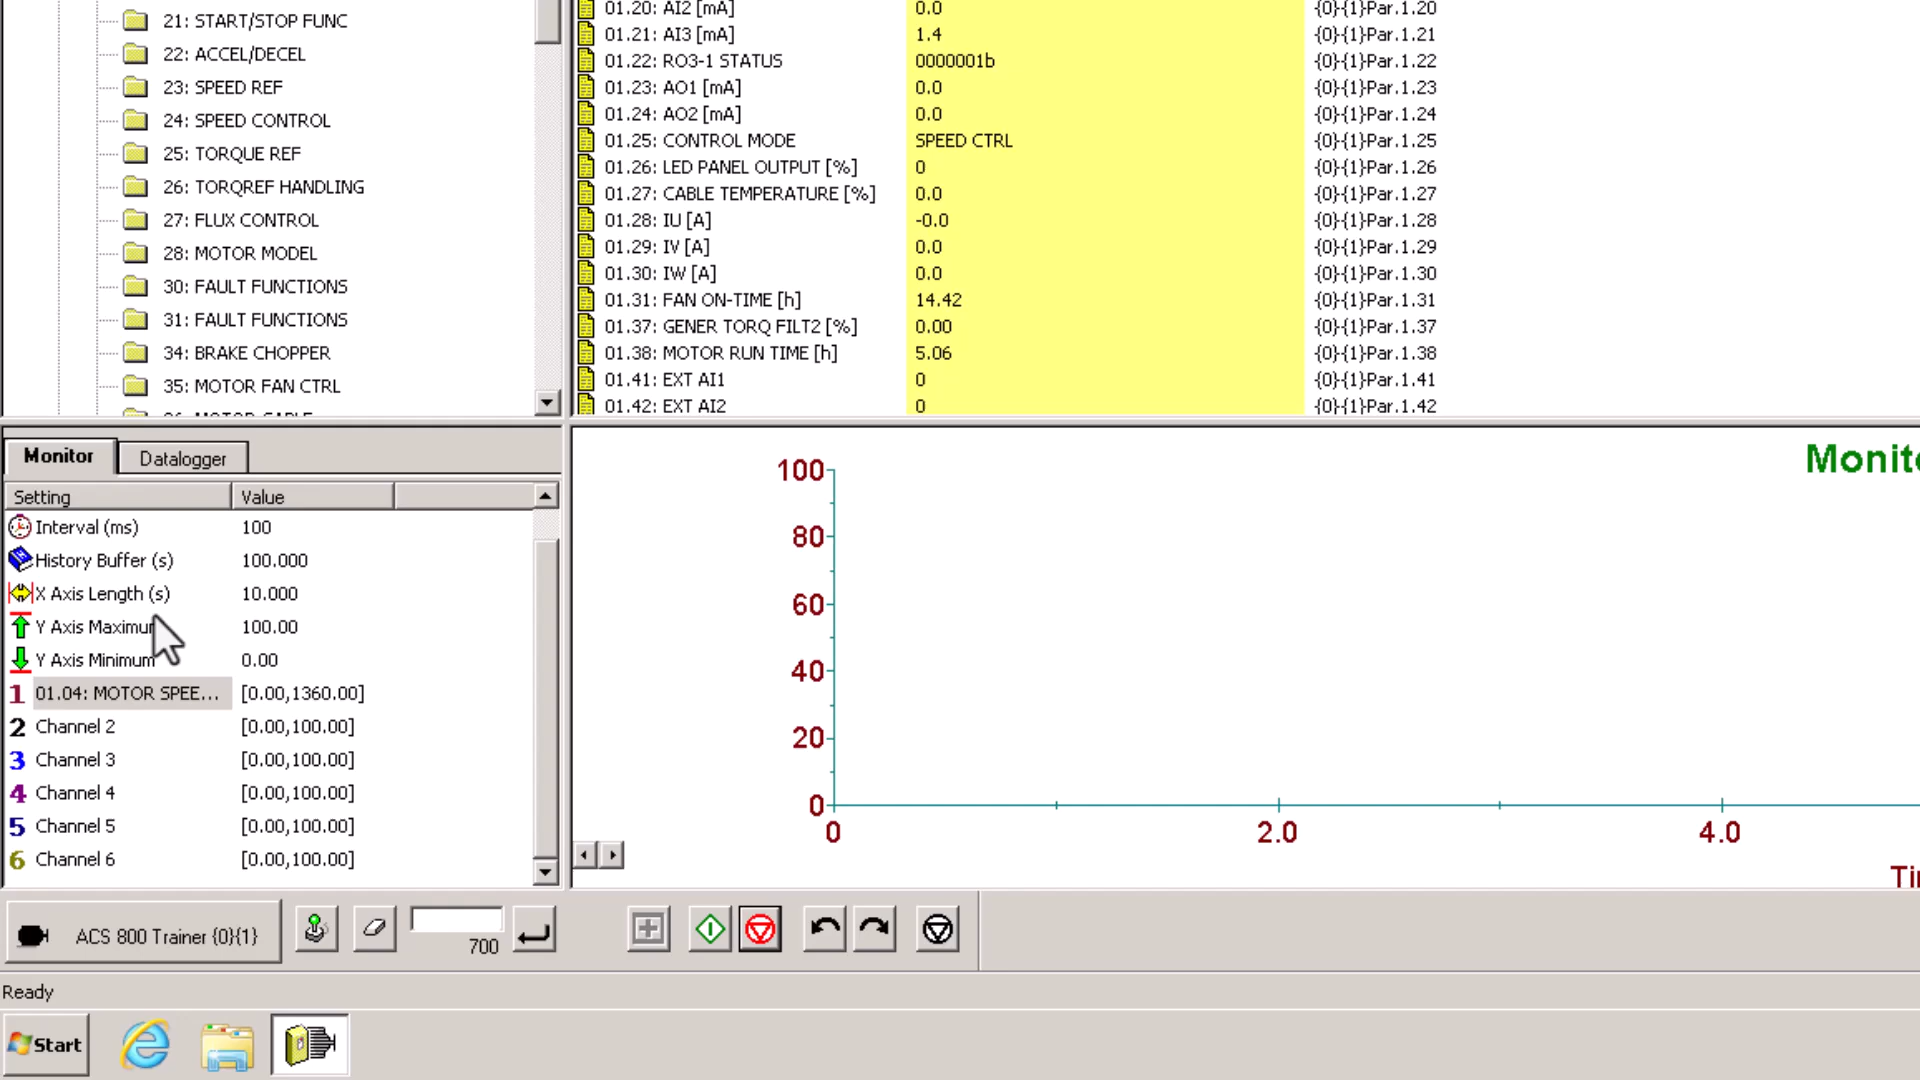 21: START/STOP FUNC
22: ACCEL/DECEL
23: SPEED REF
24: SPEED CONTROL
25: TORQUE REF
26: TORQREF HANDLING
27: FLUX CONTROL
28: MOTOR MODEL
30: FAULT FUNCTIONS
31: FAULT FUNCTIONS
34: BRAKE CHOPPER
35: MOTOR FAN CTRL
01.20: AI2 [mA] 0.0 {0}{1}Par.1.20
01.21: AI3 [mA] 1.4 {0}{1}Par.1.21
01.22: RO3-1 STATUS 0000001b {0}{1}Par.1.22
01.23: AO1 [mA] 0.0 {0}{1}Par.1.23
01.24: AO2 [mA] 0.0 {0}{1}Par.1.24
01.25: CONTROL MODE SPEED CTRL {0}{1}Par.1.25
01.26: LED PANEL OUTPUT [%] 0 {0}{1}Par.1.26
01.27: CABLE TEMPERATURE [%] 0.0 {0}{1}Par.1.27
01.28: IU [A] -0.0 {0}{1}Par.1.28
01.29: IV [A] 0.0 {0}{1}Par.1.29
01.30: IW [A] 0.0 {0}{1}Par.1.30
01.31: FAN ON-TIME [h] 14.42 {0}{1}Par.1.31
01.37: GENER TORQ FILT2 [%] 0.00 {0}{1}Par.1.37
01.38: MOTOR RUN TIME [h] 5.06 {0}{1}Par.1.38
01.41: EXT AI1 0 {0}{1}Par.1.41
01.42: EXT AI2 0 {0}{1}Par.1.42
Monitor Datalogger
Setting Value
Interval (ms) 100
History Buffer (s) 100.000
X Axis Length (s) 10.000
Y Axis Maximum 100.00
Y Axis Minimum 0.00
1 01.04: MOTOR SPEE... [0.00,1360.00]
2 Channel 2 [0.00,100.00]
3 Channel 3 [0.00,100.00]
4 Channel 4 [0.00,100.00]
5 Channel 5 [0.00,100.00]
6 Channel 6 [0.00,100.00]
Monito
100
80
60
40
20
0
0 2.0 4.0
Ti
ACS 800 Trainer {0}{1}
700
Ready
Start